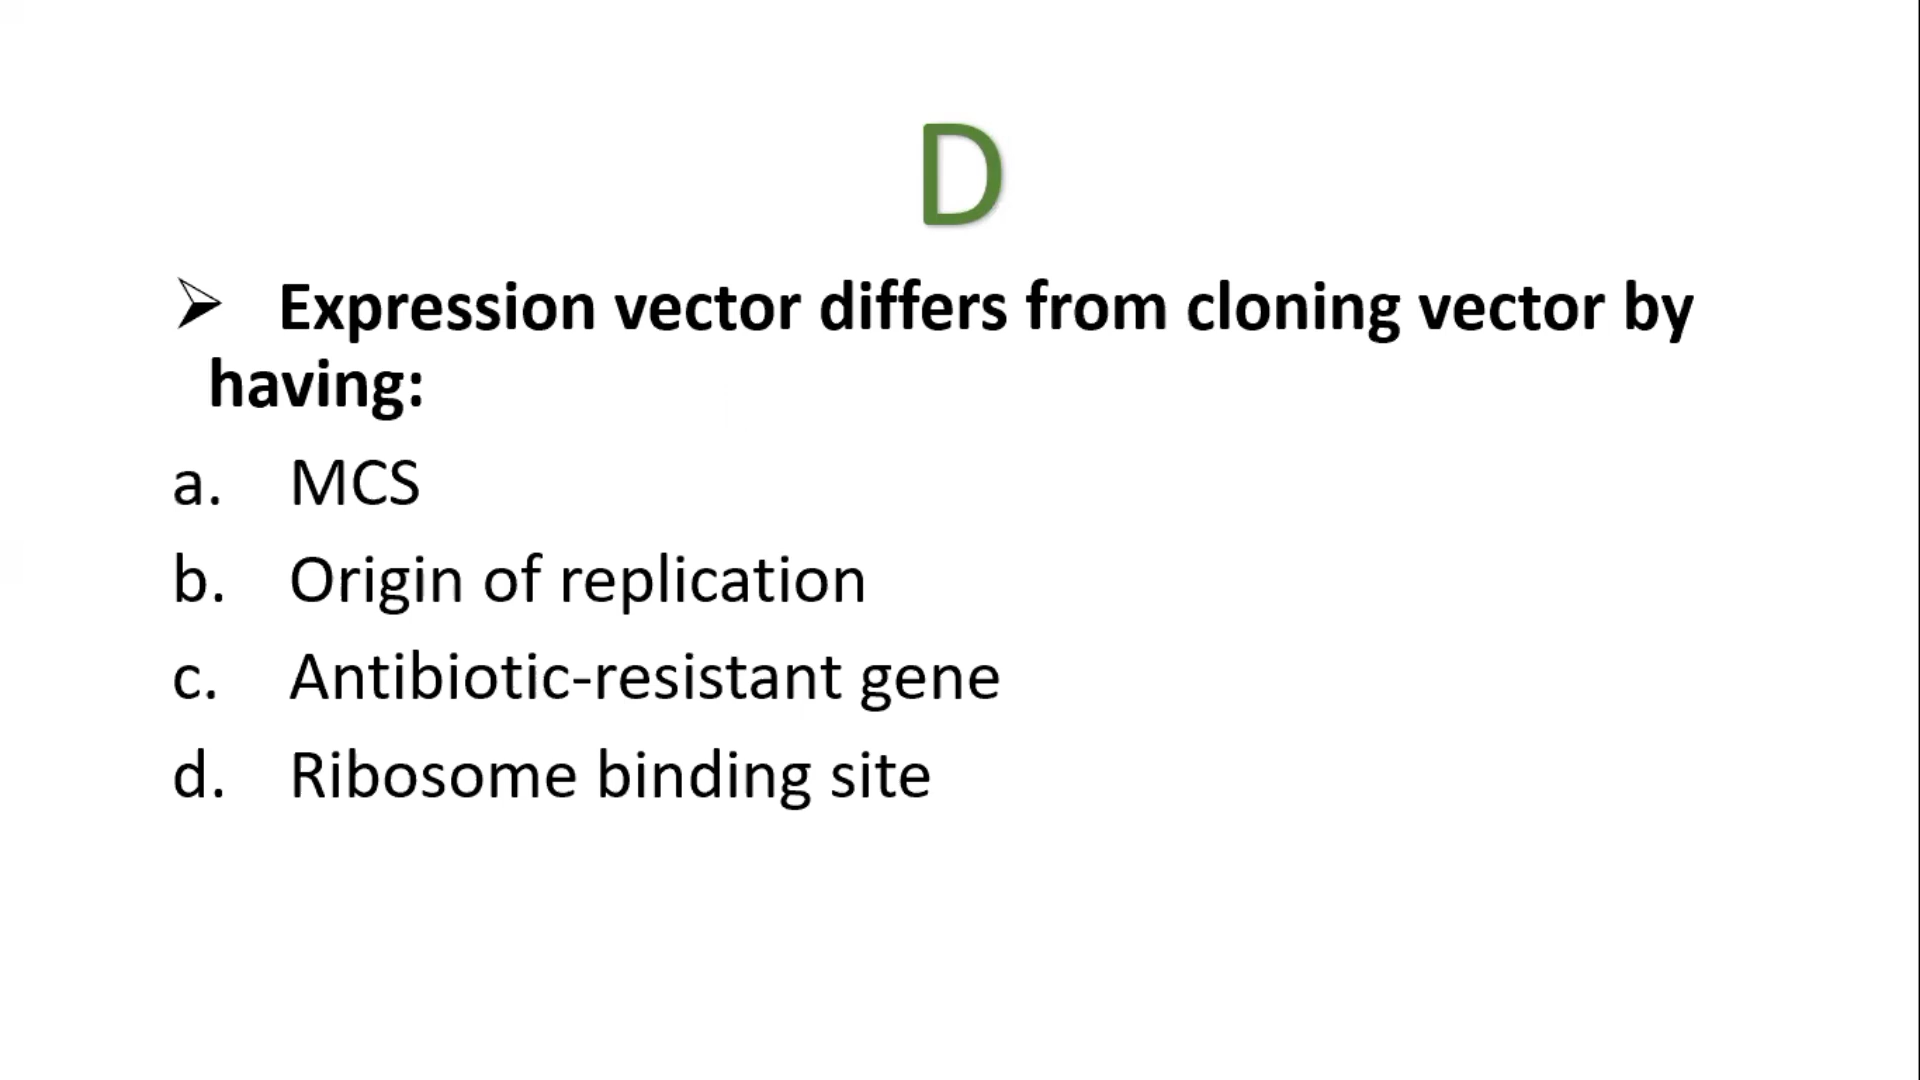 D
➢ Expression vector differs from cloning vector by
having:
a. MCS
b. Origin of replication
c. Antibiotic-resistant gene
d. Ribosome binding site